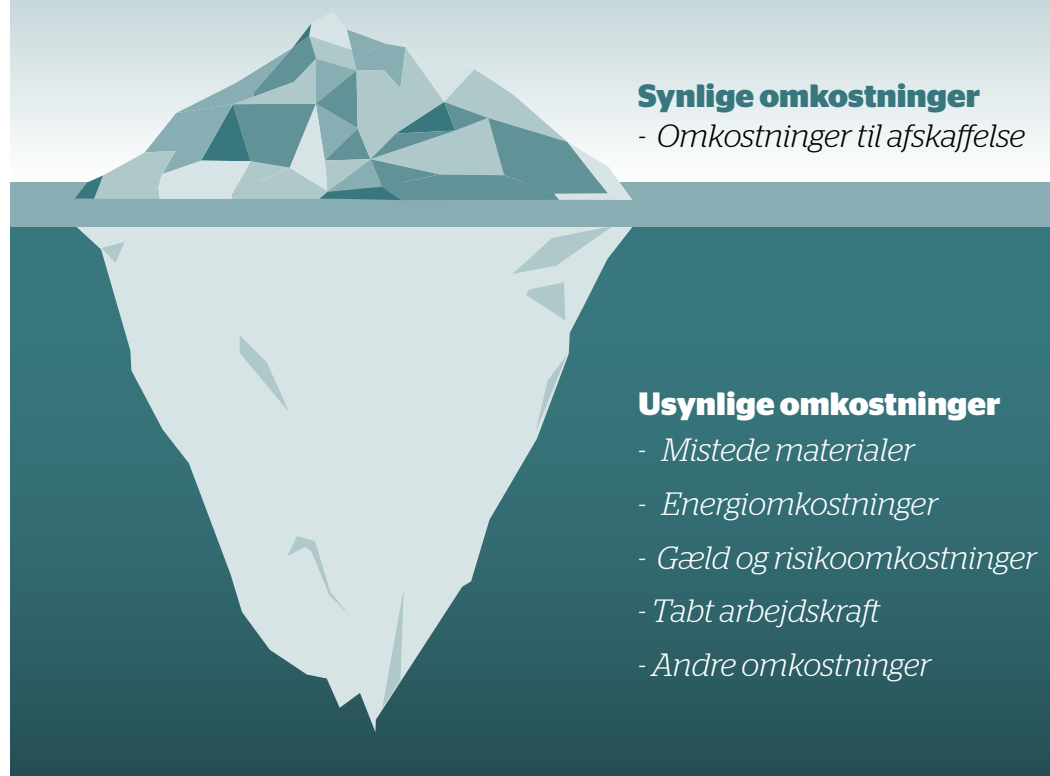 Synlige omkostninger
- Omkostninger til afskaffelse
Usynlige omkostninger
- Mistede materialer
- Energiomkostninger
- Gæld og risikoomkostninger
- Tabt arbejdskraft
- Andre omkostninger